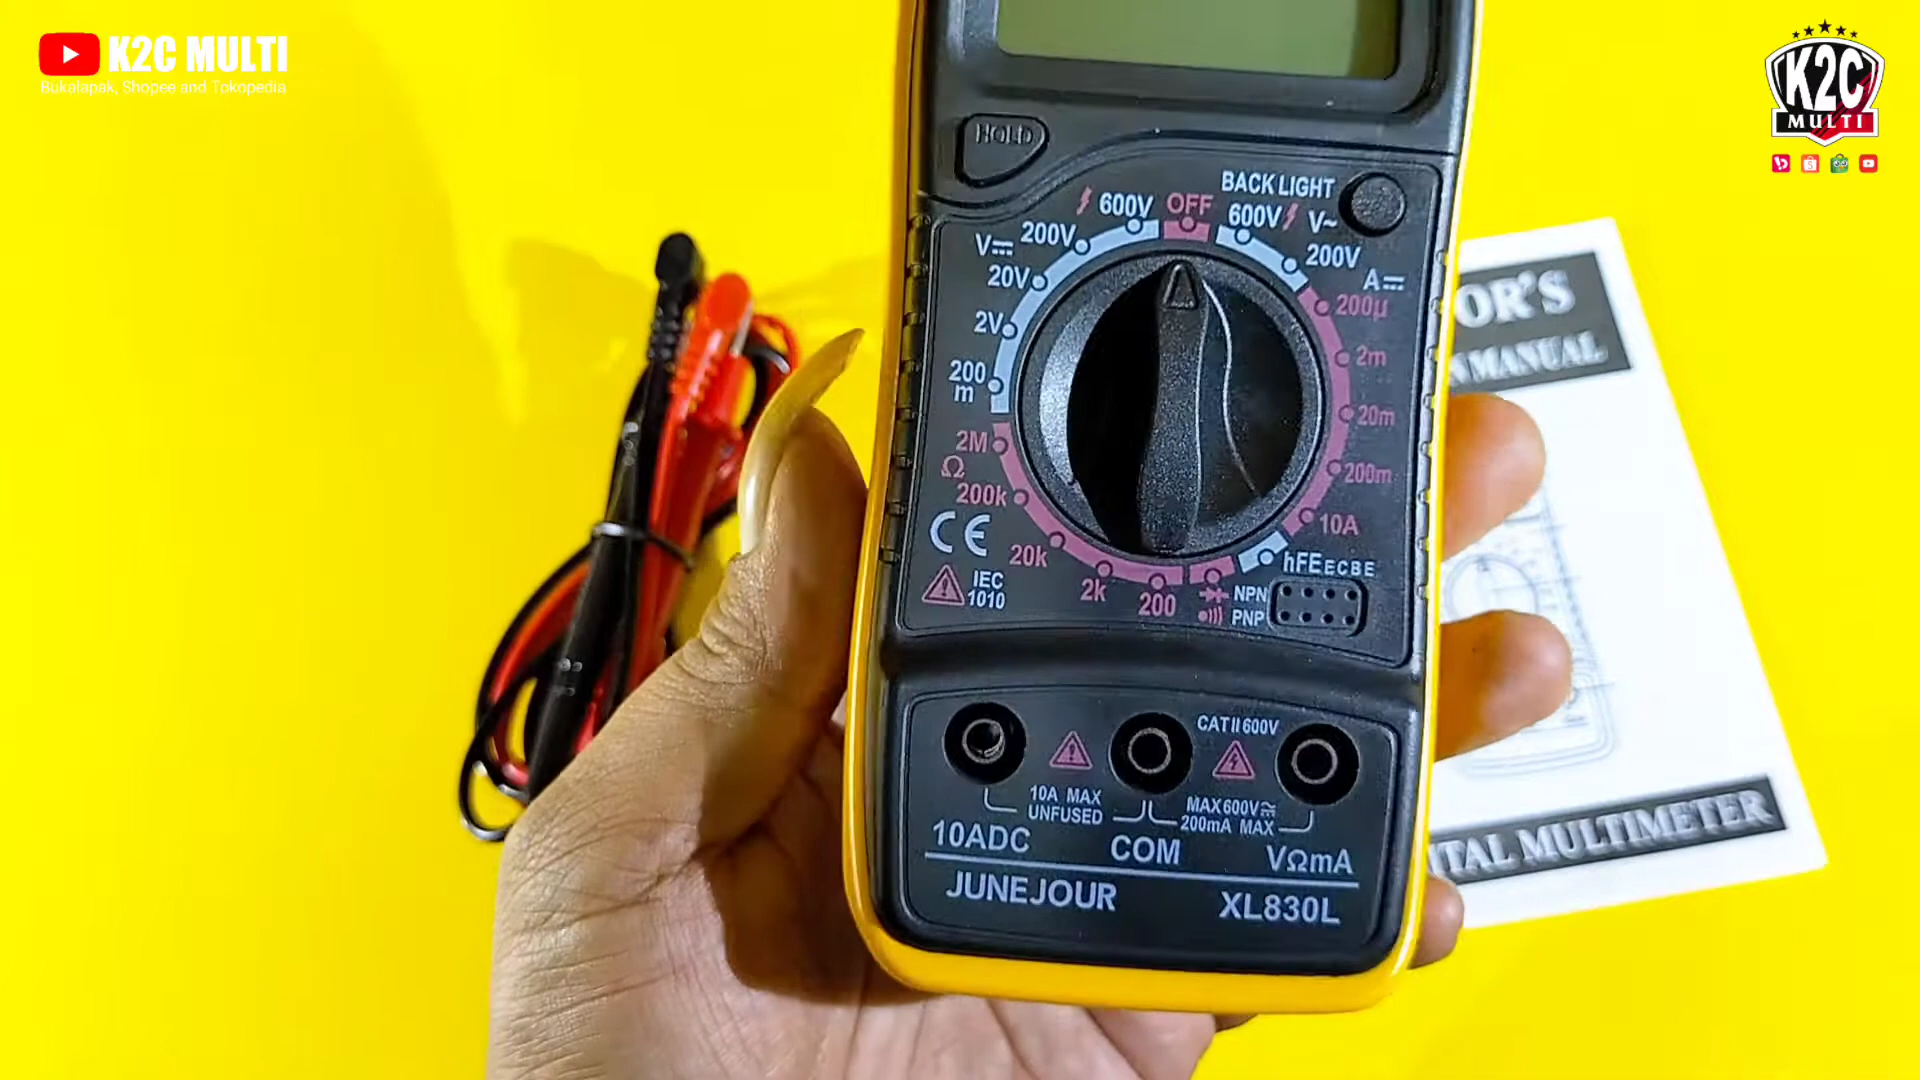 K2C MULTI
Bukalapak, Shopee and Tokopedia
K2C
MULTI
HOLD
BACK LIGHT
OFF
600V
200V
V⎓
20V
2V
200
m
600V
V~
200V
A⎓
200µ
2m
20m
200m
10A
2M
Ω
200k
20k
2k
200
CE
IEC
1010
hFE E C B E
NPN
PNP
10A MAX
UNFUSED
CAT II 600V
MAX 600V≂
200mA MAX
10ADC
COM
VΩmA
JUNEJOUR
XL830L
OR'S
MANUAL
TAL MULTIMETER